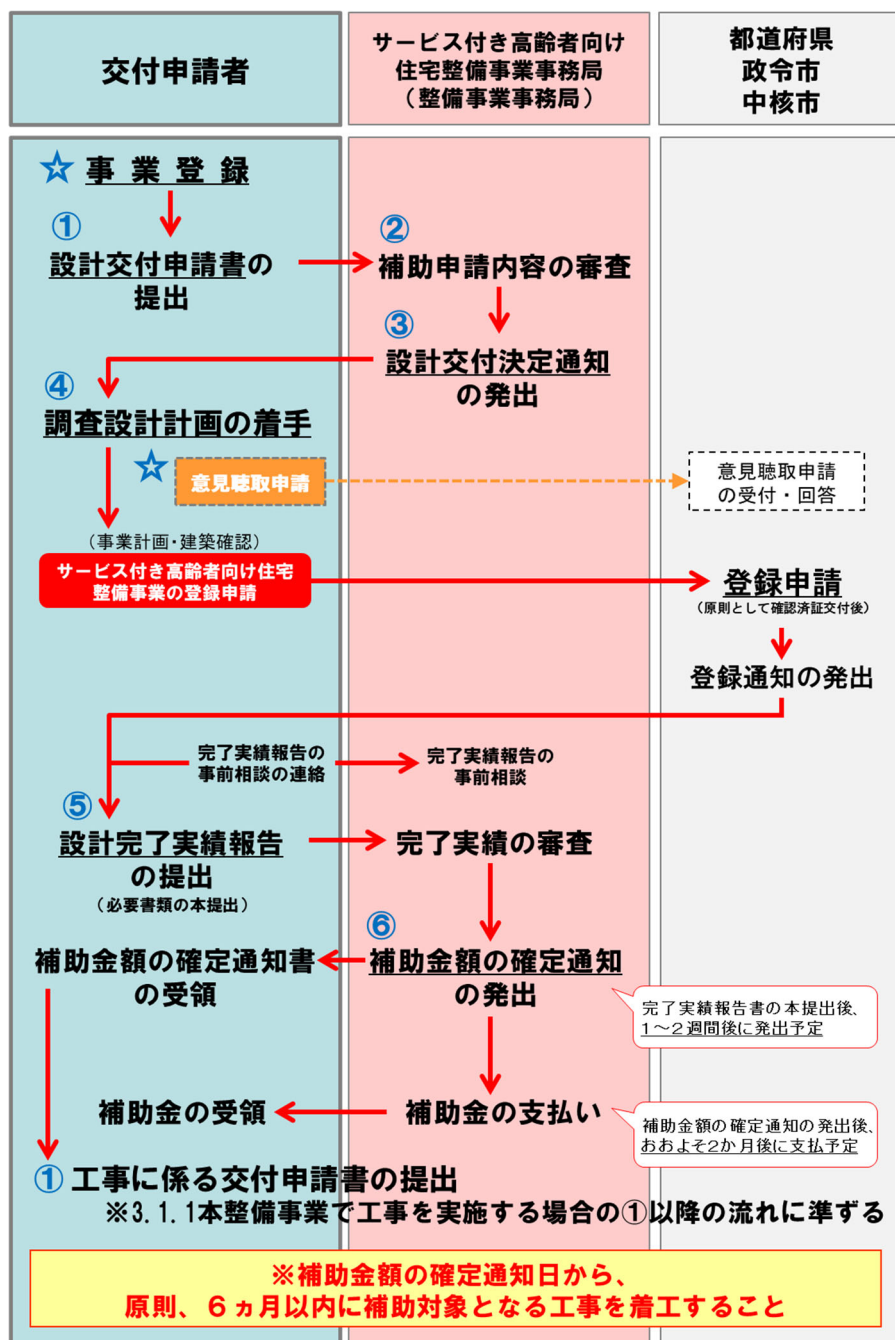 交付申請者
サービス付き高齢者向け
住宅整備事業事務局
（整備事業事務局）
都道府県
政令市
中核市
☆ 事業登録
①
設計交付申請書の
提出
②
補助申請内容の審査
③
設計交付決定通知
の発出
④
調査設計計画の着手
☆
意見聴取申請
意見聴取申請
の受付・回答
（事業計画・建築確認）
サービス付き高齢者向け住宅
整備事業の登録申請
登録申請
（原則として確認済証交付後）
登録通知の発出
完了実績報告の
事前相談の連絡
完了実績報告の
事前相談
⑤
設計完了実績報告
の提出
（必要書類の本提出）
完了実績の審査
⑥
補助金額の確定通知
の発出
補助金額の確定通知書
の受領
完了実績報告書の本提出後、
1～2週間後に発出予定
補助金の受領
補助金の支払い
補助金額の確定通知の発出後、
おおよそ2か月後に支払予定
① 工事に係る交付申請書の提出
※3.1.1本整備事業で工事を実施する場合の①以降の流れに準ずる
※補助金額の確定通知日から、
原則、６ヵ月以内に補助対象となる工事を着工すること